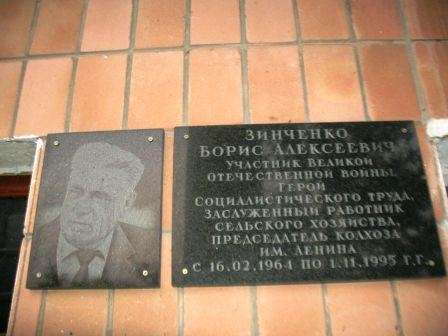 ЗИНЧЕНКО
БОРИС АЛЕКСЕЕВИЧ
УЧАСТНИК ВЕЛИКОЙ
ОТЕЧЕСТВЕННОЙ ВОЙНЫ,
ГЕРОЙ
СОЦИАЛИСТИЧЕСКОГО ТРУДА,
ЗАСЛУЖЕННЫЙ РАБОТНИК
СЕЛЬСКОГО ХОЗЯЙСТВА,
ПРЕДСЕДАТЕЛЬ КОЛХОЗА
ИМ. ЛЕНИНА
С 16.02.1964 ПО 1.11.1995 Г.Г.